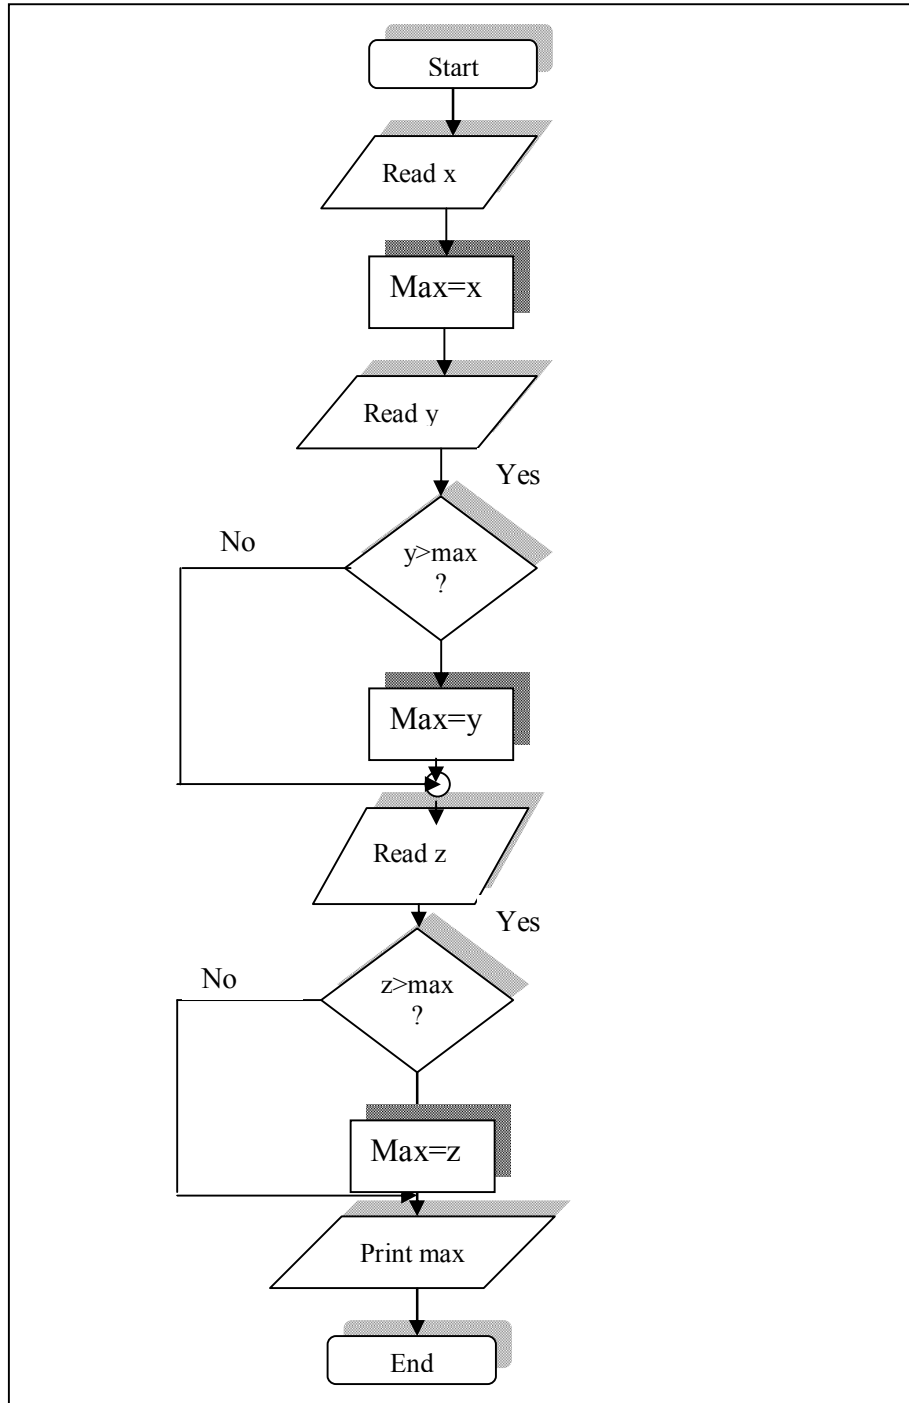 Start
Read x
Max=x
Read y
Yes
No
y>max
?
Max=y
Read z
Yes
No
z>max
?
Max=z
Print max
End